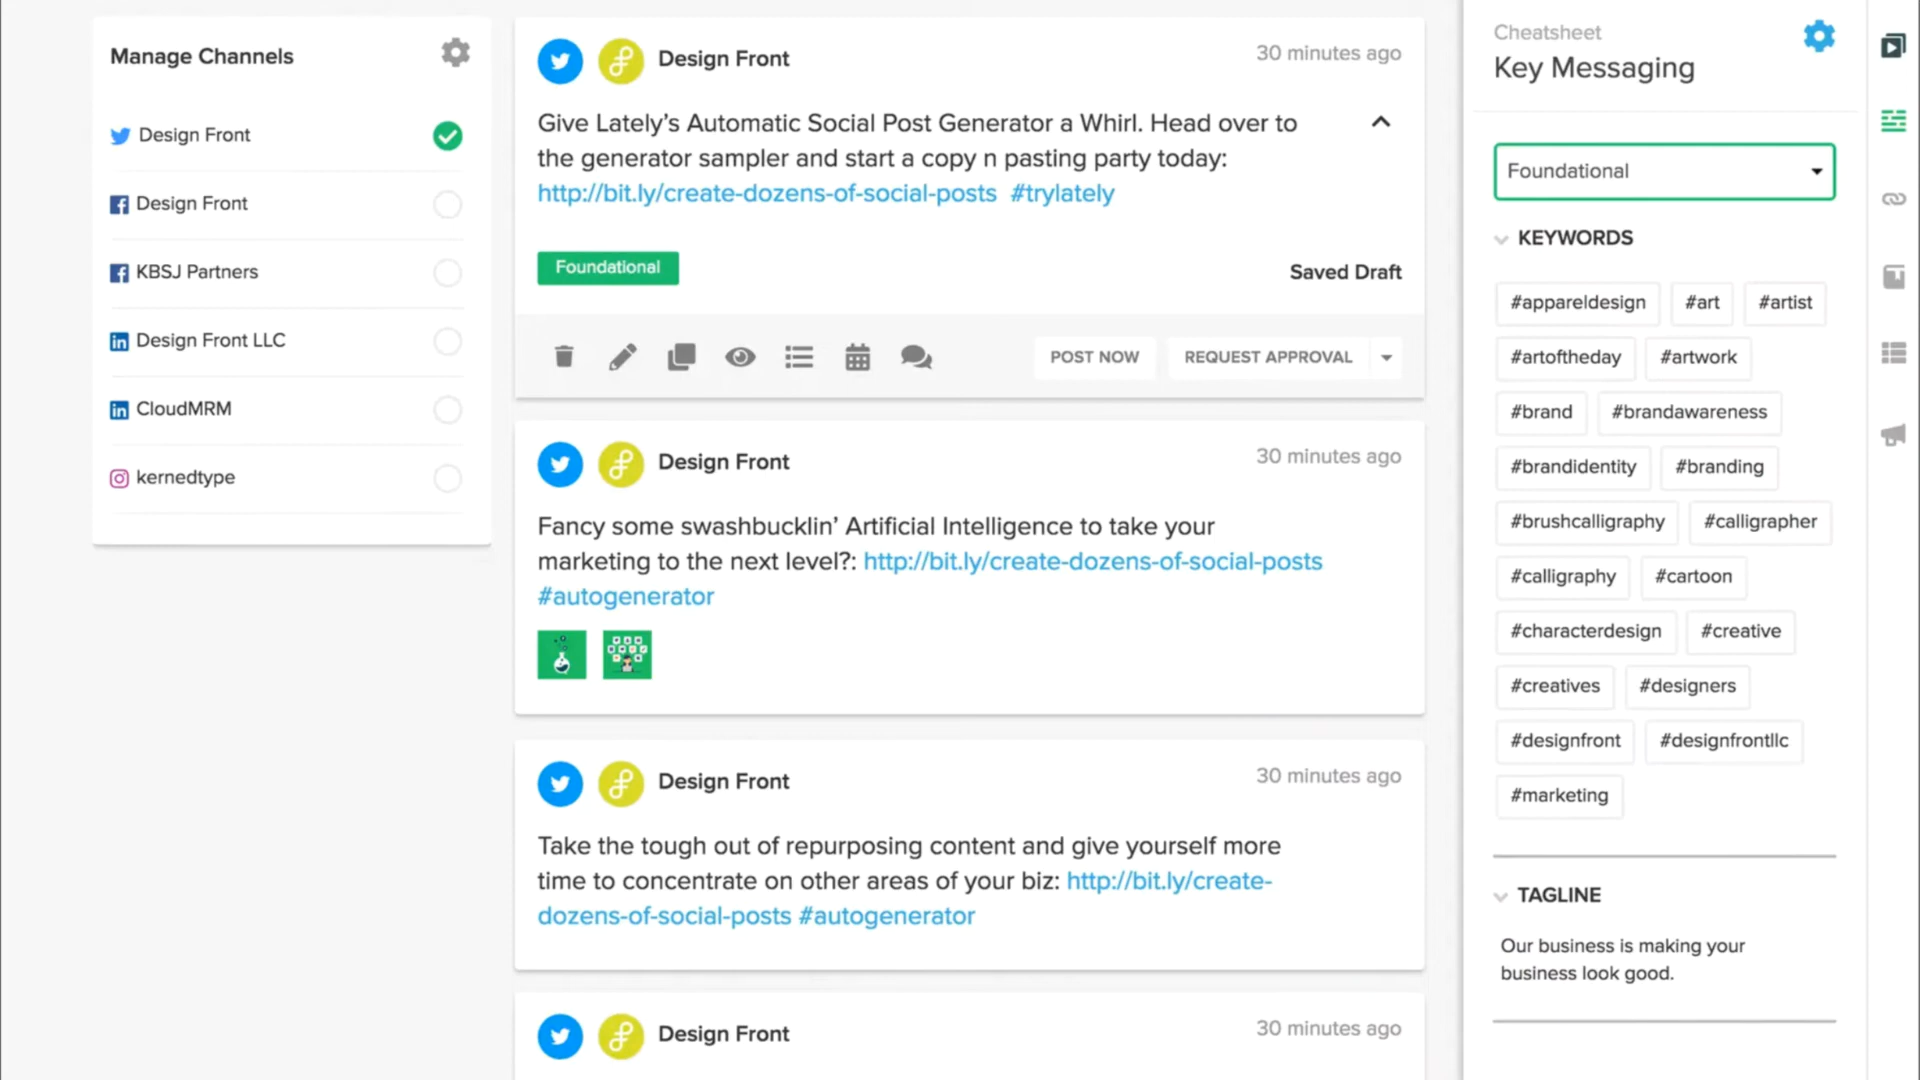 Manage Channels
Design Front
Design Front
KBSJ Partners
Design Front LLC
CloudMRM
kernedtype
Design Front
30 minutes ago
Give Lately’s Automatic Social Post Generator a Whirl. Head over to
the generator sampler and start a copy n pasting party today:
http://bit.ly/create-dozens-of-social-posts #trylately
Foundational
Saved Draft
POST NOW
REQUEST APPROVAL
Design Front
30 minutes ago
Fancy some swashbucklin’ Artificial Intelligence to take your
marketing to the next level?: http://bit.ly/create-dozens-of-social-posts
#autogenerator
Design Front
30 minutes ago
Take the tough out of repurposing content and give yourself more
time to concentrate on other areas of your biz: http://bit.ly/create-
dozens-of-social-posts #autogenerator
Design Front
30 minutes ago
Cheatsheet
Key Messaging
Foundational
KEYWORDS
#appareldesign #art #artist
#artoftheday #artwork
#brand #brandawareness
#brandidentity #branding
#brushcalligraphy #calligrapher
#calligraphy #cartoon
#characterdesign #creative
#creatives #designers
#designfront #designfrontllc
#marketing
TAGLINE
Our business is making your
business look good.